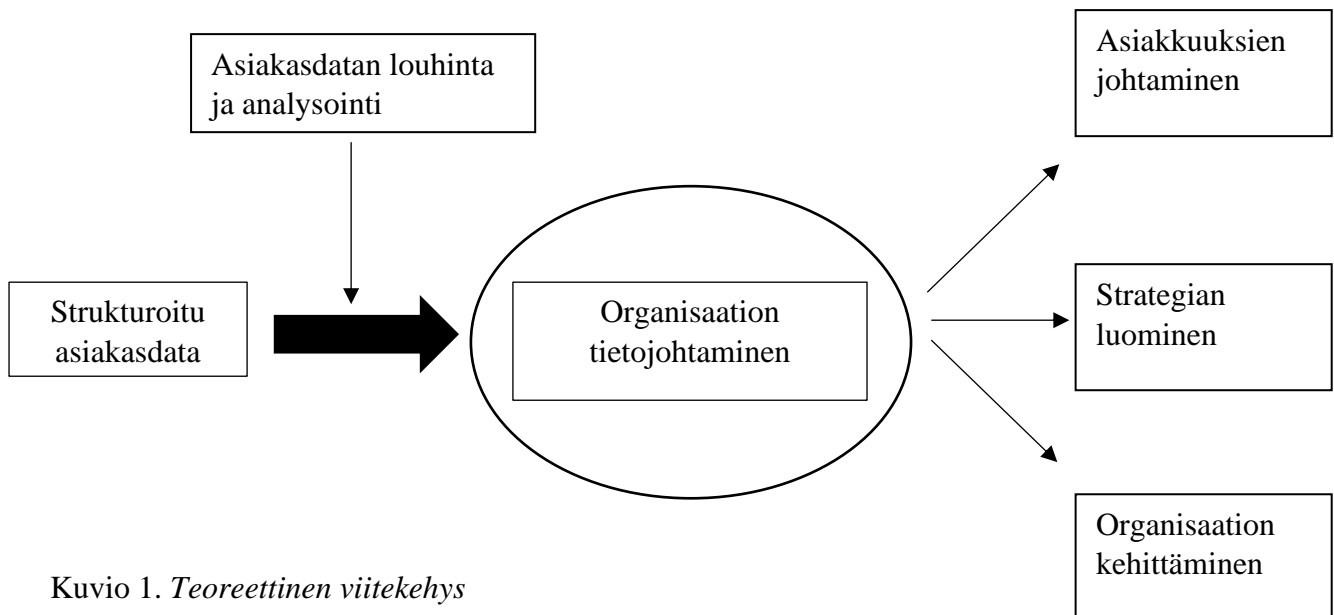 Asiakasdatan louhinta
ja analysointi
Asiakkuuksien
johtaminen
Strukturoitu
asiakasdata
Organisaation
tietojohtaminen
Strategian
luominen
Organisaation
kehittäminen
Kuvio 1. Teoreettinen viitekehys